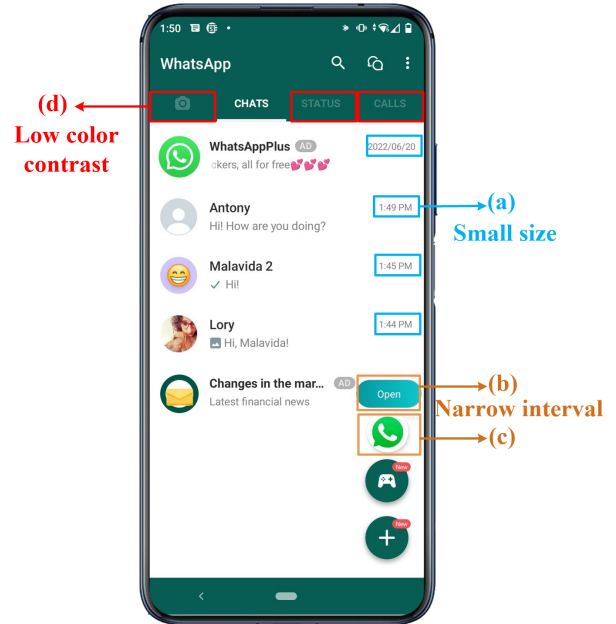 1:50
WhatsApp
CHATS STATUS CALLS
(d)
Low color
contrast
WhatsAppPlus AD 2022/06/20
kers, all for free💕💕💕
Antony 1:49 PM
Hi! How are you doing?
(a)
Small size
Malavida 2 1:45 PM
✓ Hi!
Lory 1:44 PM
Hi, Malavida!
Changes in the mar... AD
Latest financial news
Open
(b)
Narrow interval
(c)
New
New